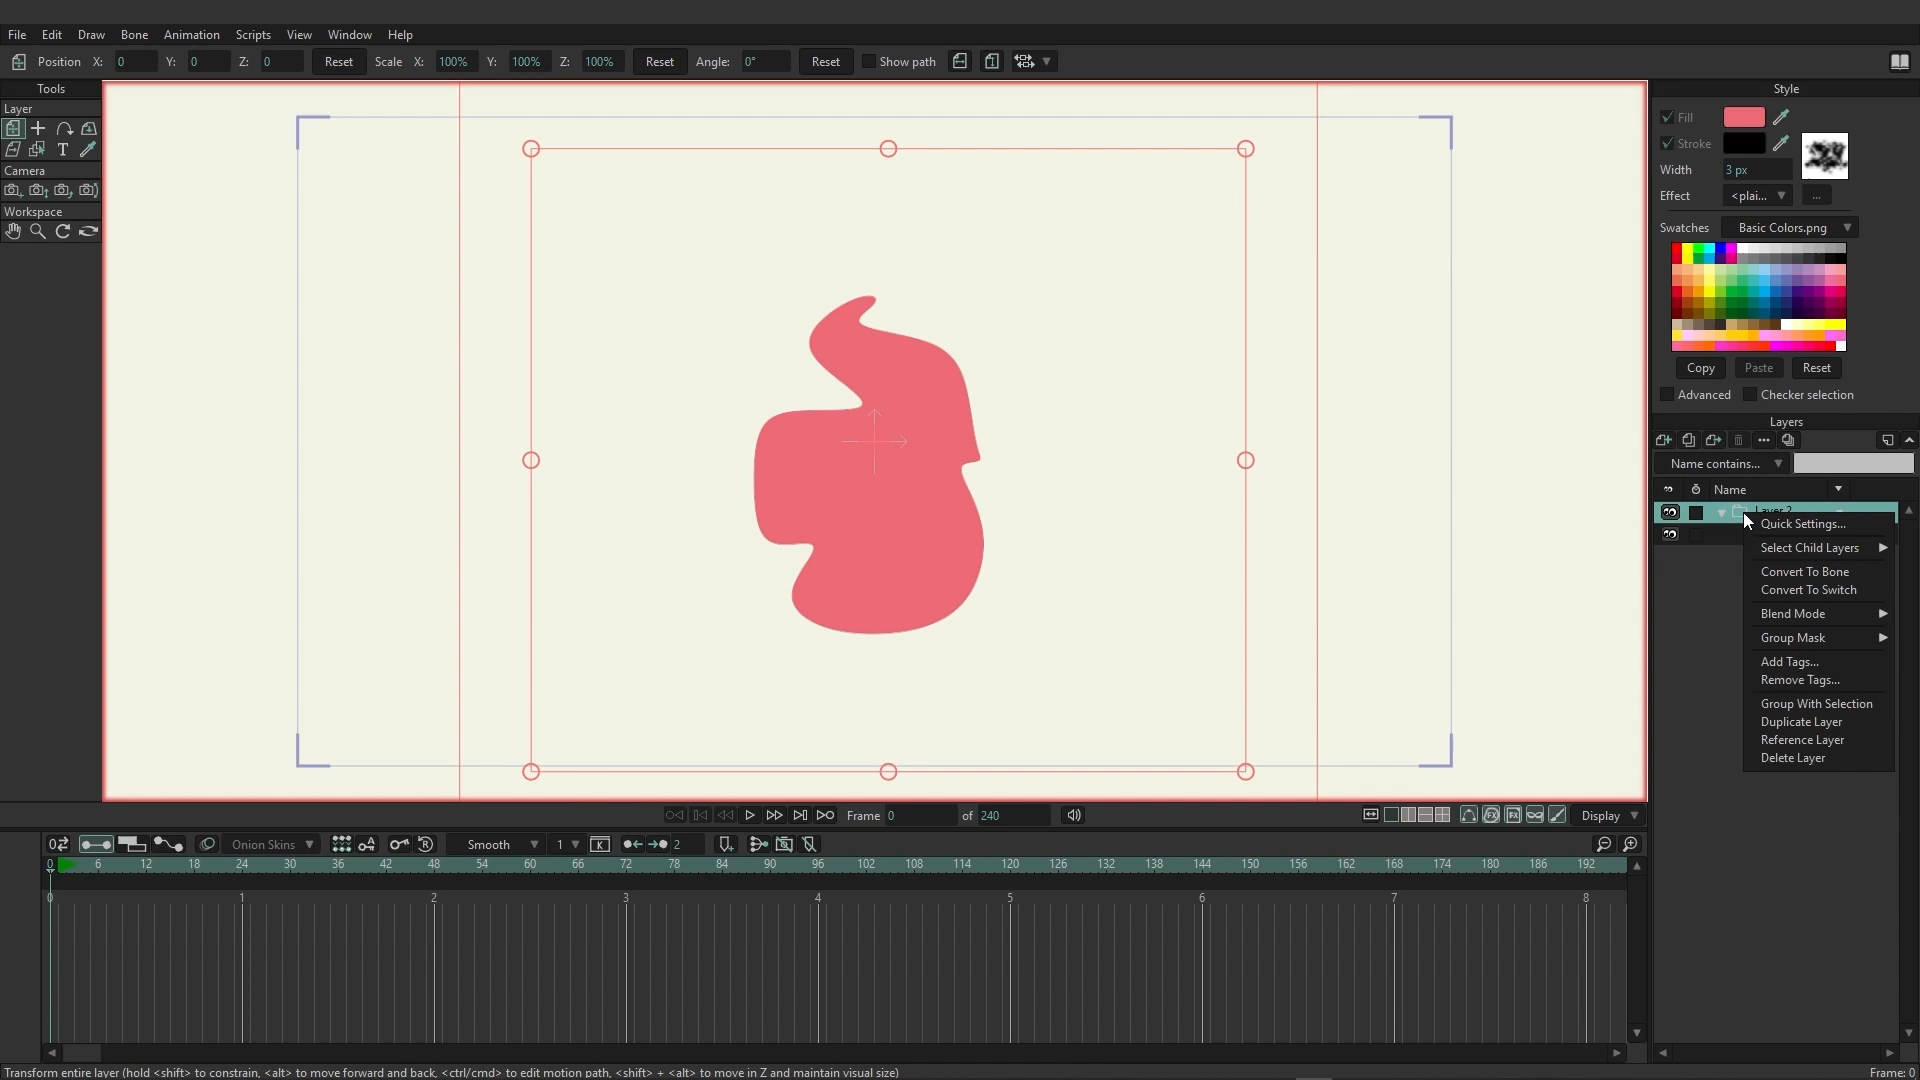 File Edit Draw Bone Animation Scripts View Window Help
Position X: 0 Y: 0 Z: 0 Reset Scale X: 100% Y: 100% Z: 100% Reset Angle: 0° Reset Show path
Tools
Layer
Camera
Workspace
Style
Fill
Stroke
Width 3 px
Effect <plai... ...
Swatches Basic Colors.png
Copy Paste Reset
Advanced Checker selection
Layers
Name contains...
Name
Layer 2
Quick Settings...
Select Child Layers
Convert To Bone
Convert To Switch
Blend Mode
Group Mask
Add Tags...
Remove Tags...
Group With Selection
Duplicate Layer
Reference Layer
Delete Layer
Frame 0 of 240 Display
Onion Skins Smooth 1 K 2
0 6 12 18 24 30 36 42 48 54 60 66 72 78 84 90 96 102 108 114 120 126 132 138 144 150 156 162 168 174 180 186 192
0 1 2 3 4 5 6 7 8
Transform entire layer (hold <shift> to constrain, <alt> to move forward and back, <ctrl/cmd> to edit motion path, <shift> + <alt> to move in Z and maintain visual size) Frame: 0